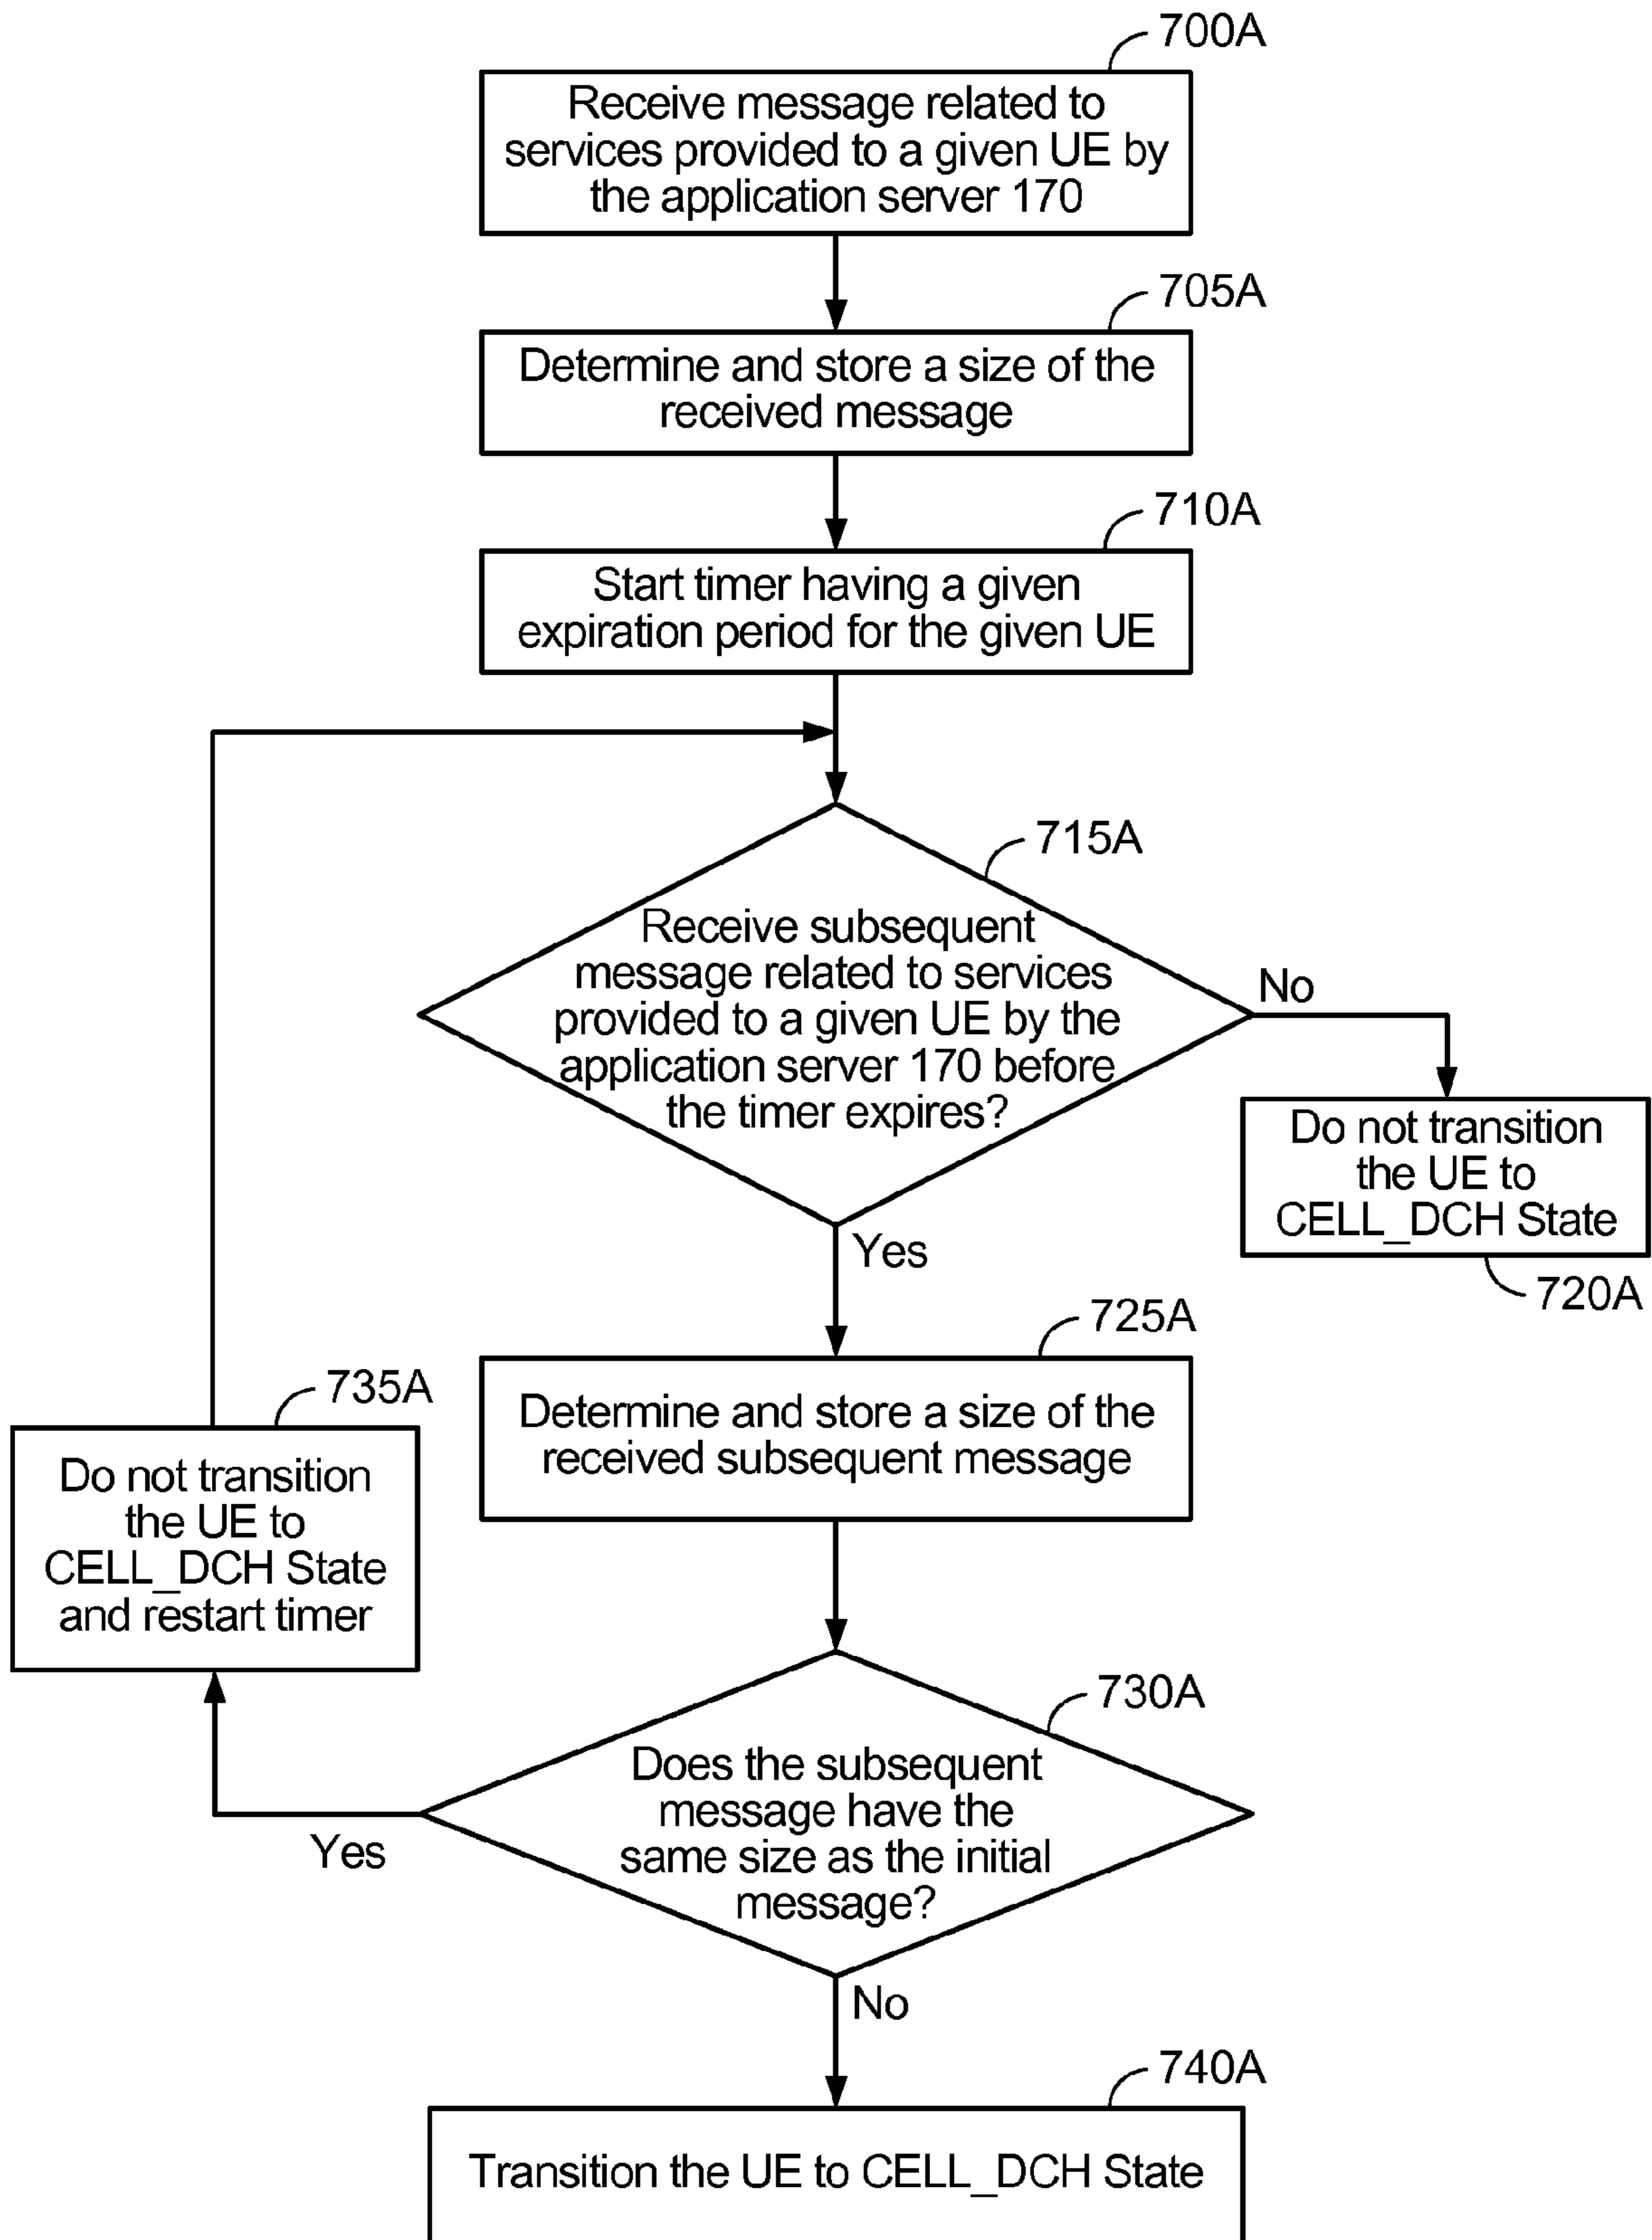 700A
Receive message related to
services provided to a given UE by
the application server 170
705A
Determine and store a size of the
received message
710A
Start timer having a given
expiration period for the given UE
715A
Receive subsequent
message related to services
provided to a given UE by the
application server 170 before
the timer expires?
No
Do not transition
the UE to
CELL_DCH State
720A
Yes
725A
Determine and store a size of the
received subsequent message
735A
Do not transition
the UE to
CELL_DCH State
and restart timer
730A
Does the subsequent
message have the
same size as the initial
message?
Yes
No
740A
Transition the UE to CELL_DCH State